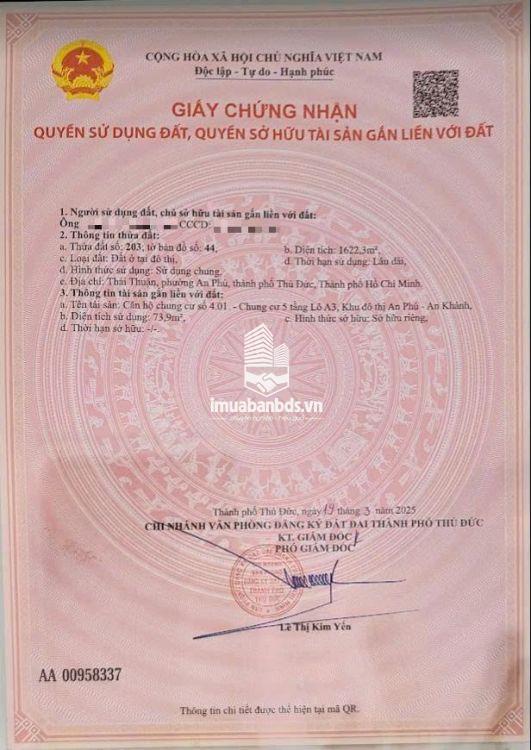 CỘNG HÒA XÃ HỘI CHỦ NGHĨA VIỆT NAM
Độc lập - Tự do - Hạnh phúc
GIẤY CHỨNG NHẬN
QUYỀN SỬ DỤNG ĐẤT, QUYỀN SỞ HỮU TÀI SẢN GẮN LIỀN VỚI ĐẤT
1. Người sử dụng đất, chủ sở hữu tài sản gắn liền với đất:
Ông CCCD:
2. Thông tin thửa đất:
a. Thửa đất số: 203; tờ bản đồ số: 44, b. Diện tích: 1622,3m²,
c. Loại đất: Đất ở tại đô thị, d. Thời hạn sử dụng: Lâu dài,
đ. Hình thức sử dụng: Sử dụng chung,
e. Địa chỉ: Thái Thuận, phường An Phú, thành phố Thủ Đức, Thành phố Hồ Chí Minh.
3. Thông tin tài sản gắn liền với đất:
a. Tên tài sản: Căn hộ chung cư số 4.01 - Chung cư 5 tầng Lô A3, Khu đô thị An Phú - An Khánh,
b. Diện tích sử dụng: 73,9m², c. Hình thức sở hữu: Sở hữu riêng,
d. Thời hạn sở hữu: -/-.
imuabanbds.vn
Thành phố Thủ Đức, ngày 19 tháng 3 năm 2025
CHI NHÁNH VĂN PHÒNG ĐĂNG KÝ ĐẤT ĐAI THÀNH PHỐ THỦ ĐỨC
KT. GIÁM ĐỐC
PHÓ GIÁM ĐỐC
ĐĂNG KÝ ĐẤT ĐAI
THÀNH PHỐ
THỦ ĐỨC
Lê Thị Kim Yến
AA 00958337
Thông tin chi tiết được thể hiện tại mã QR.